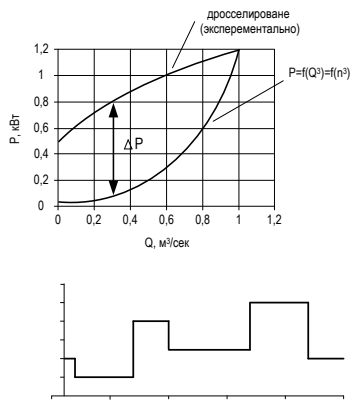 дросселироване
(эксперементально)
P=f(Q³)=f(n³)
1,2
1
0,8
0,6
0,4
0,2
0
P, кВт
Δ P
0 0,2 0,4 0,6 0,8 1 1,2
Q, м³/сек